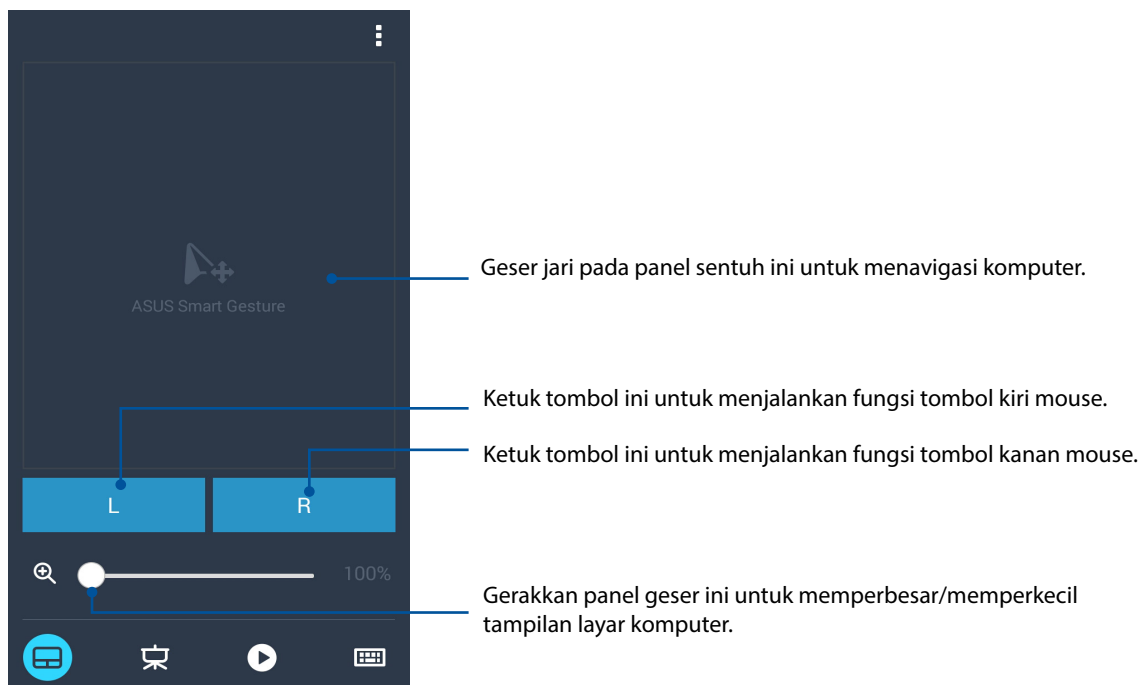 Geser jari pada panel sentuh ini untuk menavigasi komputer.
ASUS Smart Gesture
Ketuk tombol ini untuk menjalankan fungsi tombol kiri mouse.
Ketuk tombol ini untuk menjalankan fungsi tombol kanan mouse.
L
R
100%
Gerakkan panel geser ini untuk memperbesar/memperkecil
tampilan layar komputer.